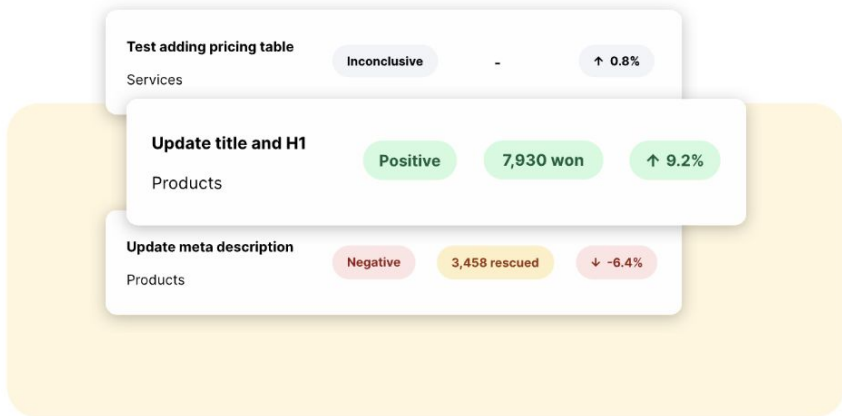 Test adding pricing table
Services
Inconclusive
-
↑ 0.8%
Update title and H1
Products
Positive
7,930 won
↑ 9.2%
Update meta description
Products
Negative
3,458 rescued
↓ -6.4%